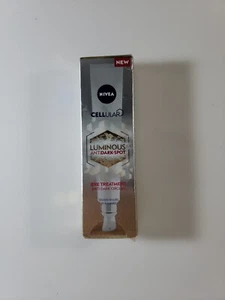 NEW
NIVEA
CELLULAR
LUMINOUS
ANTI DARK-SPOT
EYE TREATMENT